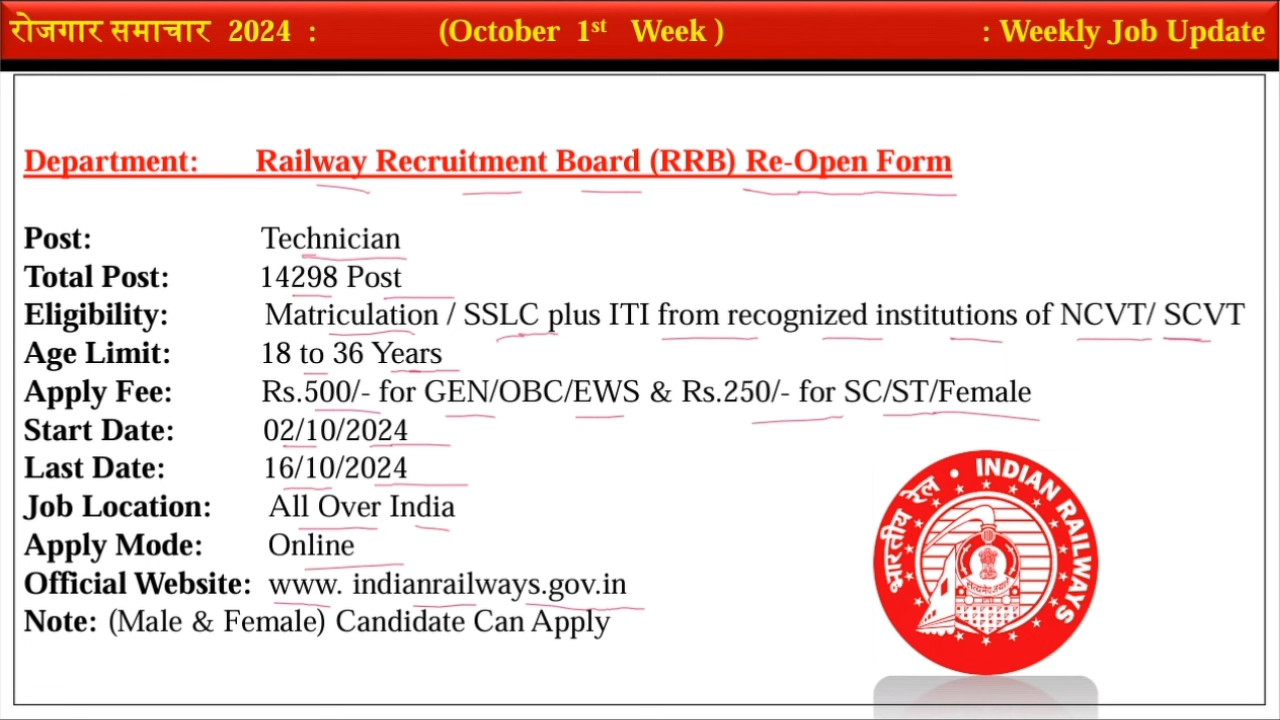 रोजगार समाचार 2024 : (October 1st Week ) : Weekly Job Update
Department: Railway Recruitment Board (RRB) Re-Open Form
Post: Technician
Total Post: 14298 Post
Eligibility: Matriculation / SSLC plus ITI from recognized institutions of NCVT/ SCVT
Age Limit: 18 to 36 Years
Apply Fee: Rs.500/- for GEN/OBC/EWS & Rs.250/- for SC/ST/Female
Start Date: 02/10/2024
Last Date: 16/10/2024
Job Location: All Over India
Apply Mode: Online
Official Website: www. indianrailways.gov.in
Note: (Male & Female) Candidate Can Apply
भारतीय रेल • INDIAN RAILWAYS